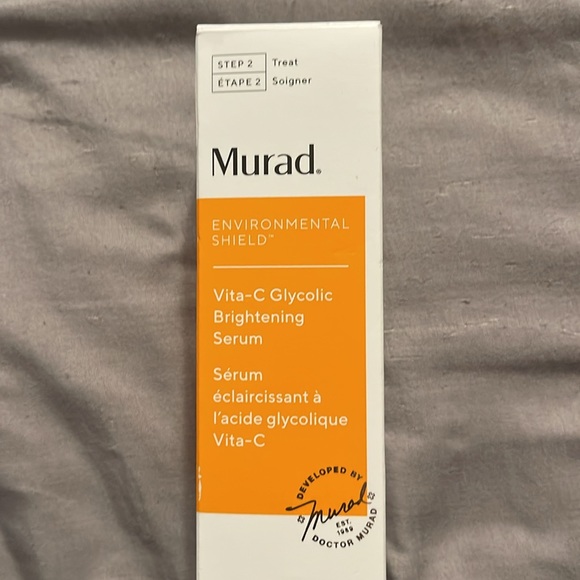 STEP 2 Treat
ÉTAPE 2 Soigner
Murad.
ENVIRONMENTAL
SHIELD™
Vita-C Glycolic
Brightening
Serum
Sérum
éclaircissant à
l'acide glycolique
Vita-C
DEVELOPED BY
Murad
EST.
1989
DOCTOR MURAD